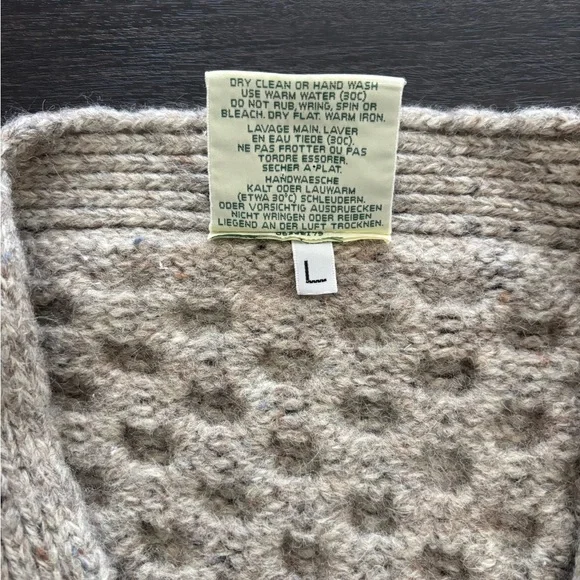 DRY CLEAN OR HAND WASH
USE WARM WATER (30C)
DO NOT RUB, WRING, SPIN OR
BLEACH. DRY FLAT. WARM IRON.
LAVAGE MAIN. LAVER
EN EAU TIEDE (30C).
NE PAS FROTTER OU PAS
TORDRE ESSORER.
SECHER A•PLAT.
HANDWAESCHE
KALT ODER LAUWARM
(ETWA 30°C) SCHLEUDERN.
ODER VORSICHTIG AUSDRUECKEN
NICHT WRINGEN ODER REIBEN
LIEGEND AN DER LUFT TROCKNEN.
L